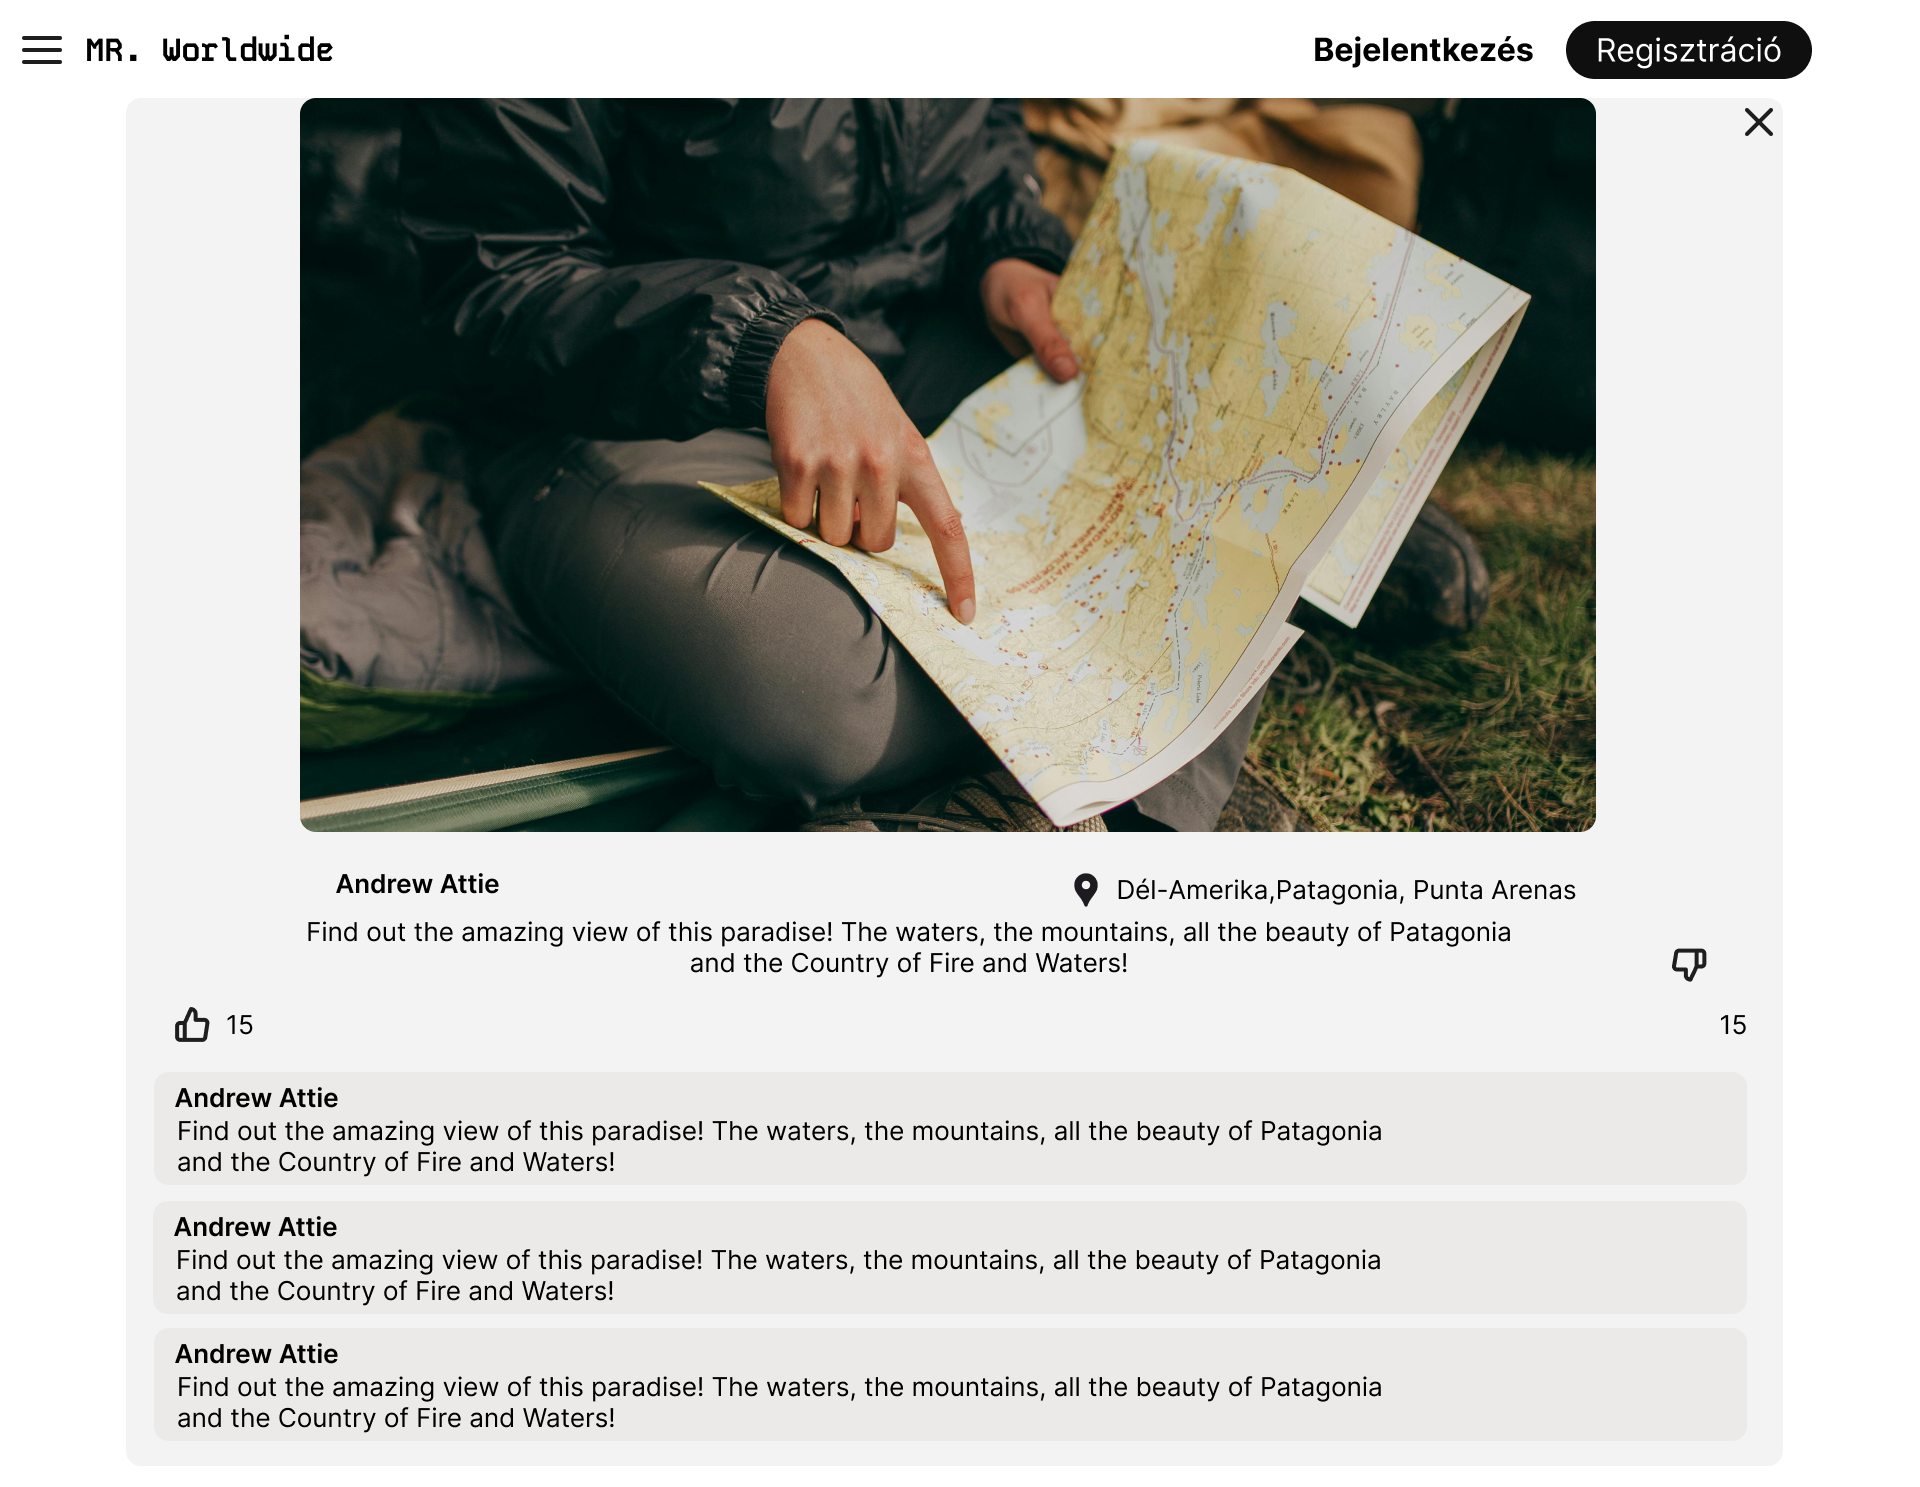 MR. Worldwide
Bejelentkezés
Regisztráció
BOUNDARY WATERS
LAKE
Andrew Attie
Dél-Amerika,Patagonia, Punta Arenas
Find out the amazing view of this paradise! The waters, the mountains, all the beauty of Patagonia
and the Country of Fire and Waters!
15
15
Andrew Attie
Find out the amazing view of this paradise! The waters, the mountains, all the beauty of Patagonia
and the Country of Fire and Waters!
Andrew Attie
Find out the amazing view of this paradise! The waters, the mountains, all the beauty of Patagonia
and the Country of Fire and Waters!
Andrew Attie
Find out the amazing view of this paradise! The waters, the mountains, all the beauty of Patagonia
and the Country of Fire and Waters!